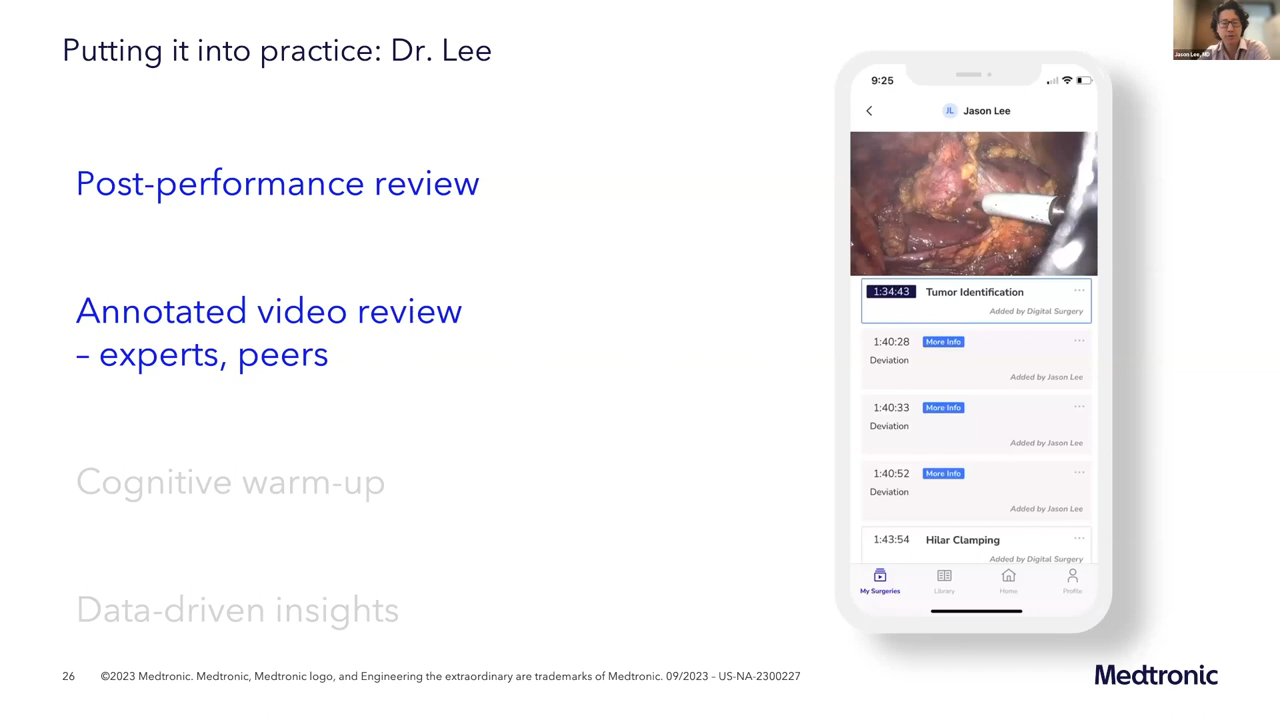 Putting it into practice: Dr. Lee
Jason Lee, MD
Post-performance review
Annotated video review
– experts, peers
Cognitive warm-up
Data-driven insights
9:25
JL Jason Lee
1:34:43 Tumor Identification ...
Added by Digital Surgery
1:40:28 More Info ...
Deviation
Added by Jason Lee
1:40:33 More Info ...
Deviation
Added by Jason Lee
1:40:52 More Info ...
Deviation
Added by Jason Lee
1:43:54 Hilar Clamping ...
Added by Digital Surgery
My Surgeries Library Home Profile
26 ©2023 Medtronic. Medtronic, Medtronic logo, and Engineering the extraordinary are trademarks of Medtronic. 09/2023 – US-NA-2300227
Medtronic